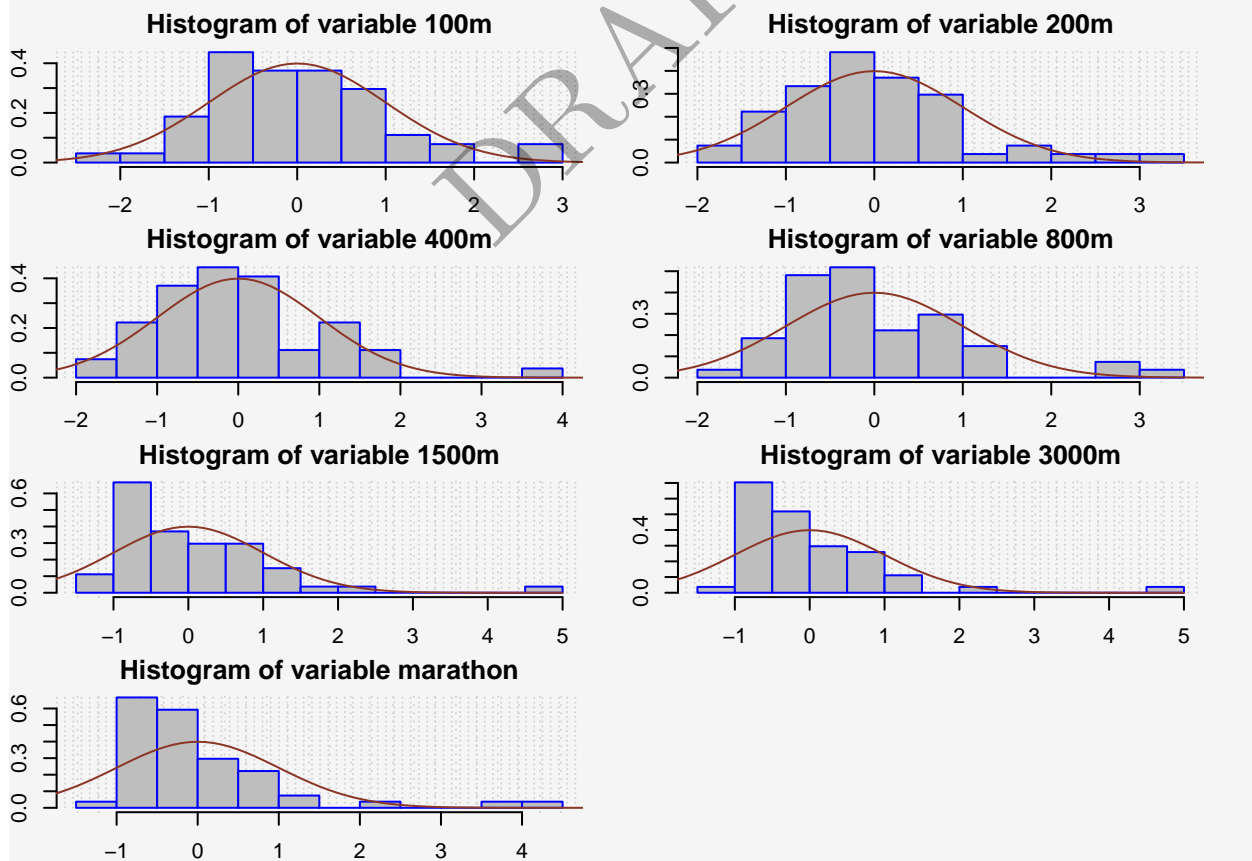 Histogram of variable 100m
0.0 0.2 0.4
−2 −1 0 1 2 3
Histogram of variable 200m
0.0 0.3
−2 −1 0 1 2 3
Histogram of variable 400m
0.0 0.2 0.4
−2 −1 0 1 2 3 4
Histogram of variable 800m
0.0 0.3
−2 −1 0 1 2 3
Histogram of variable 1500m
0.0 0.3 0.6
−1 0 1 2 3 4 5
Histogram of variable 3000m
0.0 0.4
−1 0 1 2 3 4 5
Histogram of variable marathon
0.0 0.3 0.6
−1 0 1 2 3 4
DRA